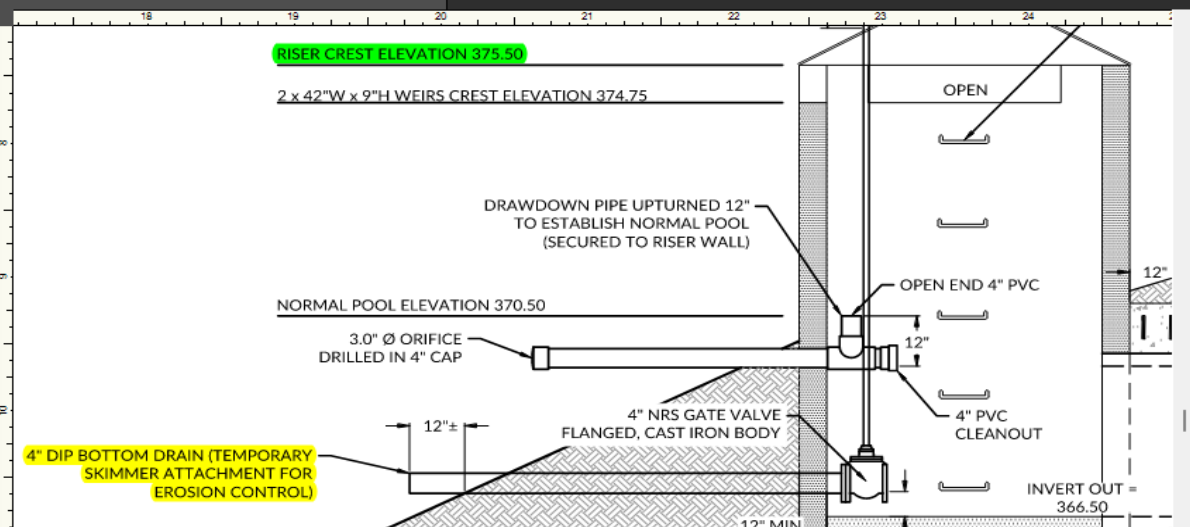 18 19 20 21 22 23 24
RISER CREST ELEVATION 375.50
2 x 42"W x 9"H WEIRS CREST ELEVATION 374.75
OPEN
8
DRAWDOWN PIPE UPTURNED 12"
TO ESTABLISH NORMAL POOL
(SECURED TO RISER WALL)
9
12"
OPEN END 4" PVC
NORMAL POOL ELEVATION 370.50
3.0" Ø ORIFICE
DRILLED IN 4" CAP
12"
10
4" NRS GATE VALVE
FLANGED, CAST IRON BODY
4" PVC
CLEANOUT
12"±
4" DIP BOTTOM DRAIN (TEMPORARY
SKIMMER ATTACHMENT FOR
EROSION CONTROL)
INVERT OUT =
366.50
12" MIN